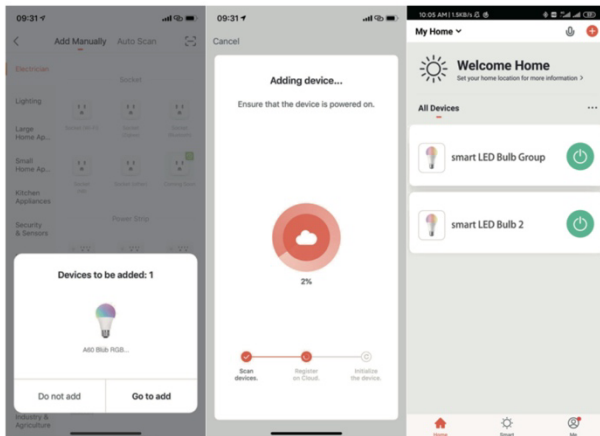 09:31
Add Manually Auto Scan
Electrician
Socket
Lighting
Large
Home Ap...
Small
Home Ap...
Kitchen
Appliances
Power Strip
Security
& Sensors
Devices to be added: 1
A60 Blub RGB...
Do not add Go to add
Industry &
Agriculture
09:31
Cancel
Adding device...
Ensure that the device is powered on.
2%
Scan
devices.
Register
on Cloud.
Initialize
the device.
10:05 AM | 1.5KB/s
My Home
Welcome Home
Set your home location for more information >
All Devices
smart LED Bulb Group
smart LED Bulb 2
Home Smart Me